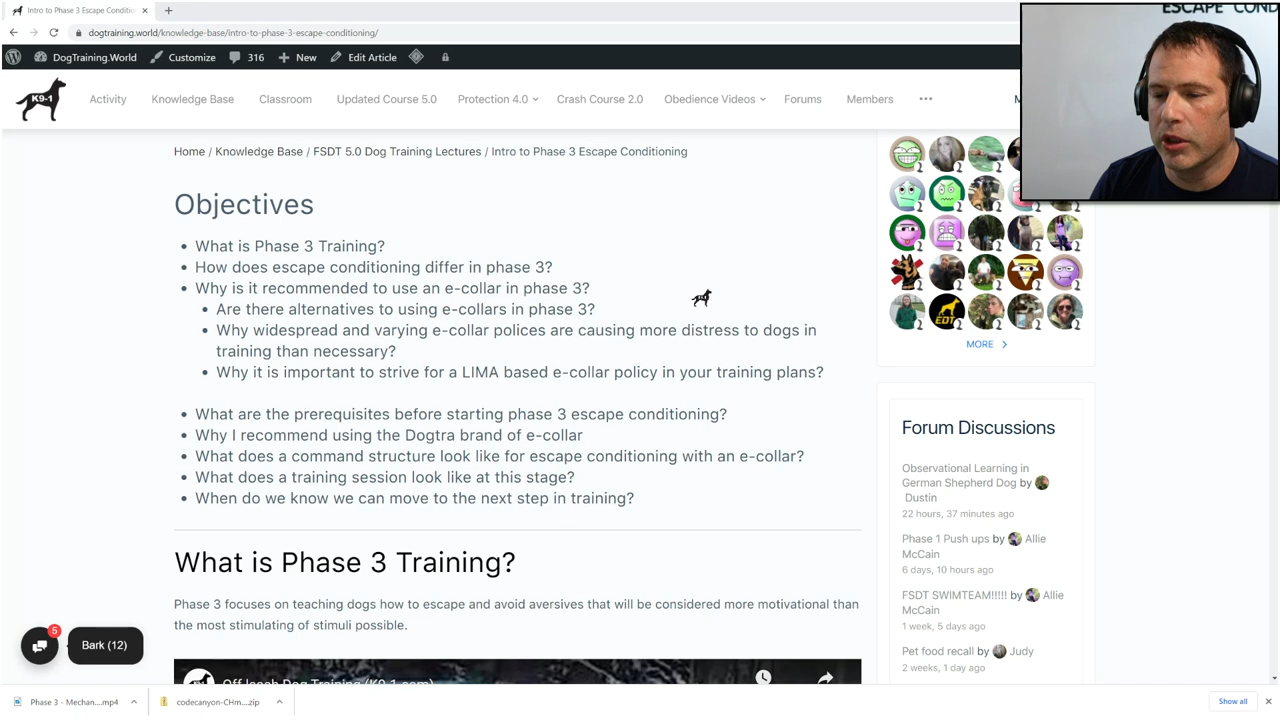 Intro to Phase 3 Escape Conditio
ESCAPE COND
dogtraining.world/knowledge-base/intro-to-phase-3-escape-conditioning/
DogTraining.World Customize 316 New Edit Article
K9-1 Activity Knowledge Base Classroom Updated Course 5.0 Protection 4.0 Crash Course 2.0 Obedience Videos Forums Members ... M
Home / Knowledge Base / FSDT 5.0 Dog Training Lectures / Intro to Phase 3 Escape Conditioning
Objectives
• What is Phase 3 Training?
• How does escape conditioning differ in phase 3?
• Why is it recommended to use an e-collar in phase 3?
• Are there alternatives to using e-collars in phase 3?
• Why widespread and varying e-collar polices are causing more distress to dogs in
training than necessary?
• Why it is important to strive for a LIMA based e-collar policy in your training plans?
• What are the prerequisites before starting phase 3 escape conditioning?
• Why I recommend using the Dogtra brand of e-collar
• What does a command structure look like for escape conditioning with an e-collar?
• What does a training session look like at this stage?
• When do we know we can move to the next step in training?
What is Phase 3 Training?
Phase 3 focuses on teaching dogs how to escape and avoid aversives that will be considered more motivational than
the most stimulating of stimuli possible.
Off leash Dog Training (K9-1.com)
EDT
MORE >
Forum Discussions
Observational Learning in
German Shepherd Dog by
Dustin
22 hours, 37 minutes ago
Phase 1 Push ups by Allie
McCain
6 days, 10 hours ago
FSDT SWIMTEAM!!!!! by Allie
McCain
1 week, 5 days ago
Pet food recall by Judy
2 weeks, 1 day ago
5
Bark (12)
Phase 3 - Mechan....mp4 codecanyon-CHm....zip Show all